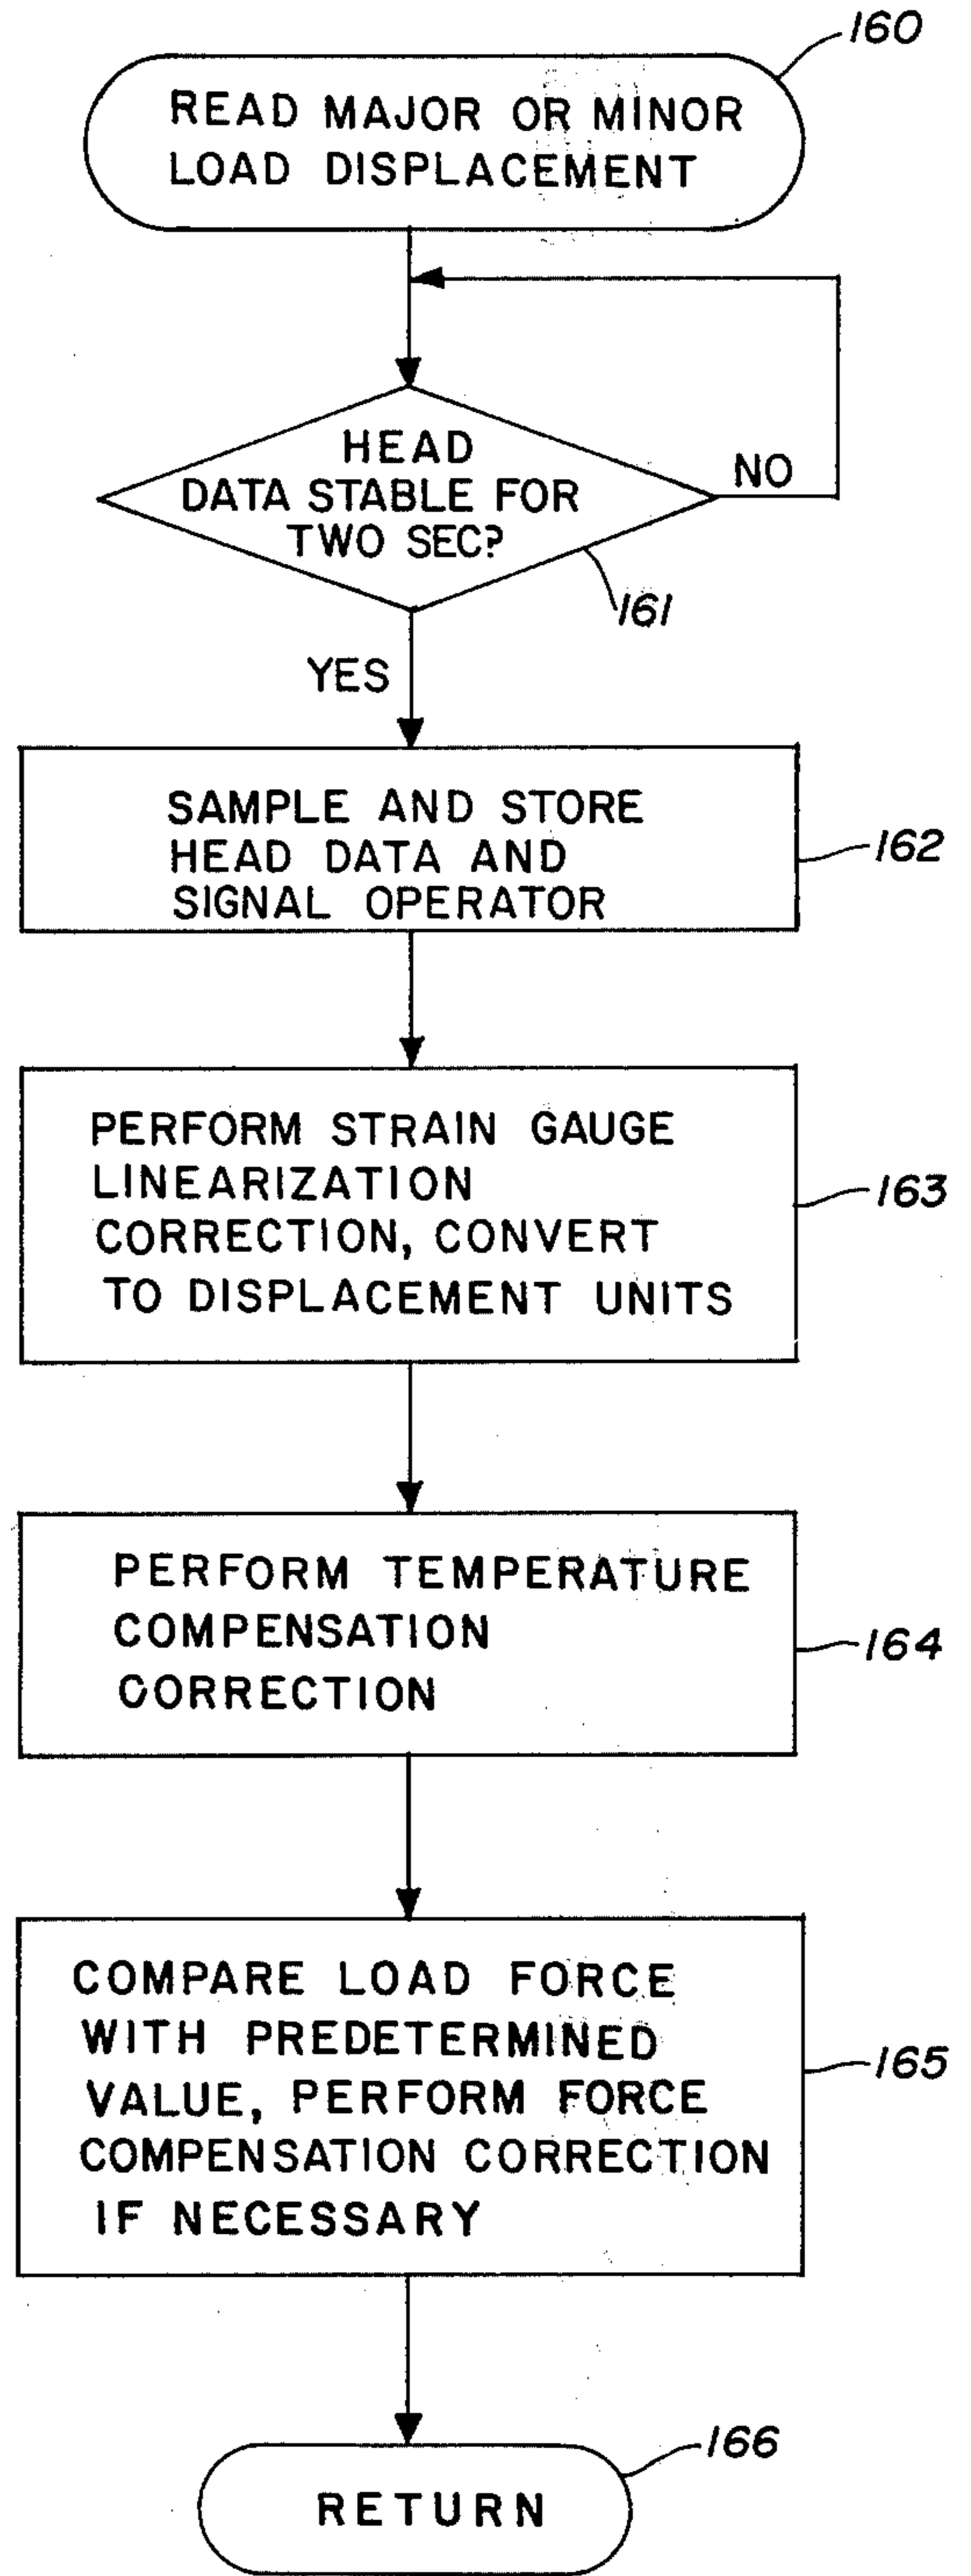 160
READ MAJOR OR MINOR
LOAD DISPLACEMENT
HEAD
DATA STABLE FOR
TWO SEC?
NO
161
YES
SAMPLE AND STORE
HEAD DATA AND
SIGNAL OPERATOR
162
PERFORM STRAIN GAUGE
LINEARIZATION
CORRECTION, CONVERT
TO DISPLACEMENT UNITS
163
PERFORM TEMPERATURE
COMPENSATION
CORRECTION
164
COMPARE LOAD FORCE
WITH PREDETERMINED
VALUE, PERFORM FORCE
COMPENSATION CORRECTION
IF NECESSARY
165
166
RETURN